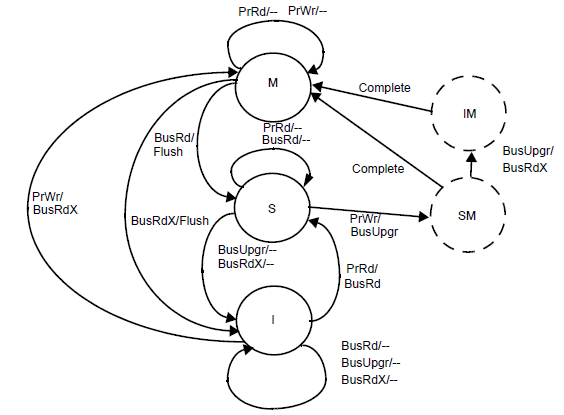 PrRd/-- PrWr/--
M
Complete
IM
BusRd/
Flush
PrRd/--
BusRd/--
BusUpgr/
BusRdX
Complete
PrWr/
BusRdX
S
SM
BusRdX/Flush
PrWr/
BusUpgr
BusUpgr/--
BusRdX/--
PrRd/
BusRd
I
BusRd/--
BusUpgr/--
BusRdX/--